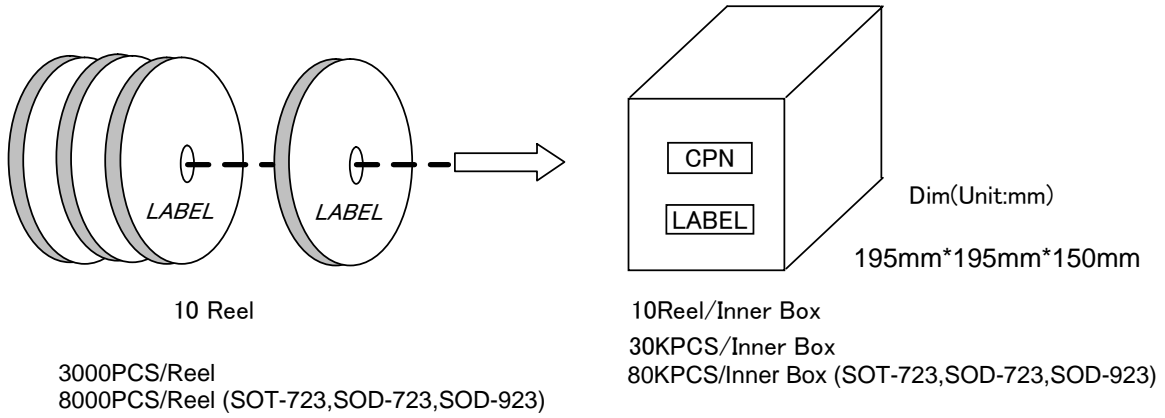 LABEL
LABEL
10 Reel
3000PCS/Reel
8000PCS/Reel (SOT-723,SOD-723,SOD-923)
CPN
LABEL
Dim(Unit:mm)
195mm*195mm*150mm
10Reel/Inner Box
30KPCS/Inner Box
80KPCS/Inner Box (SOT-723,SOD-723,SOD-923)